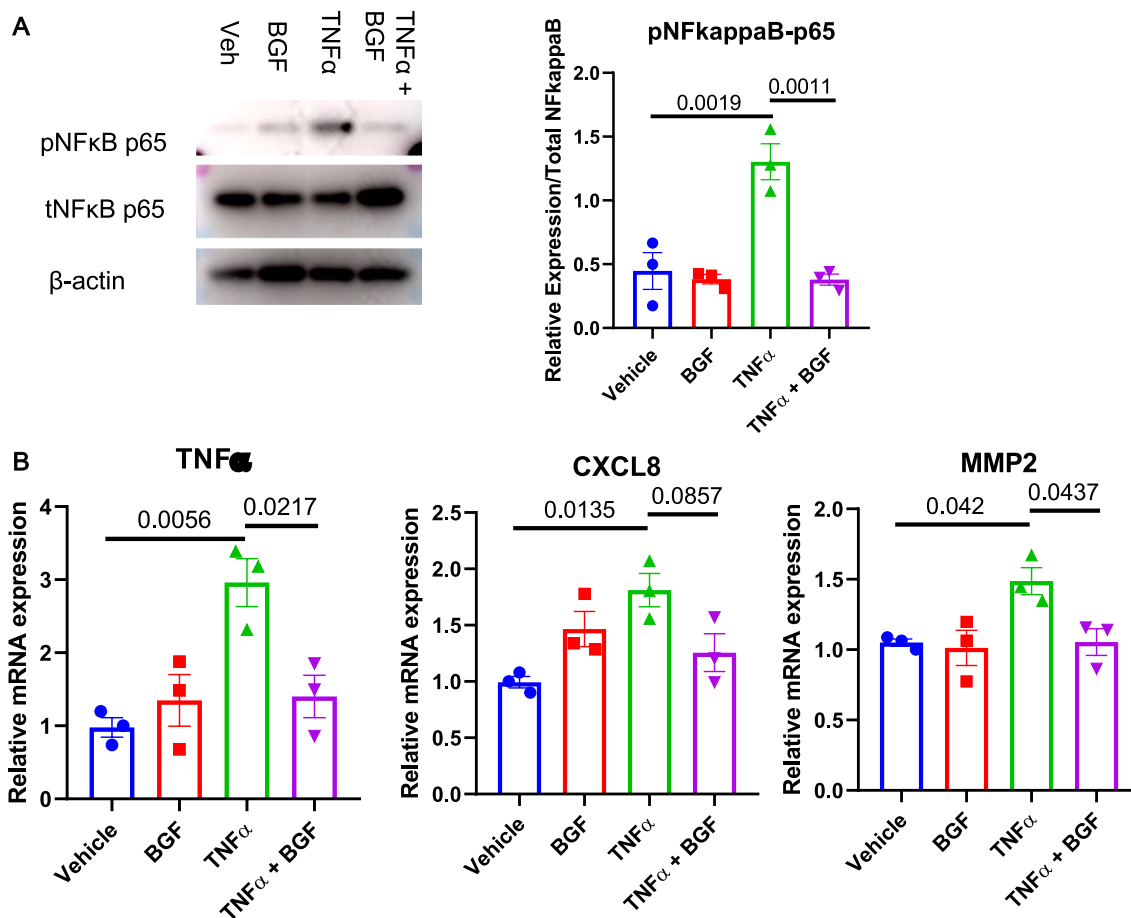 A
Veh
BGF
TNFα
TNFα +
BGF
pNFκB p65
tNFκB p65
β-actin
pNFkappaB-p65
Relative Expression/Total NFkappaB
2.0
1.5
1.0
0.5
0.0
0.0019
0.0011
Vehicle
BGF
TNFα
TNFα + BGF
B
TNFα
Relative mRNA expression
4
3
2
1
0
0.0056
0.0217
Vehicle
BGF
TNFα
TNFα + BGF
CXCL8
Relative mRNA expression
2.5
2.0
1.5
1.0
0.5
0.0
0.0135
0.0857
Vehicle
BGF
TNFα
TNFα + BGF
MMP2
Relative mRNA expression
2.0
1.5
1.0
0.5
0.0
0.042
0.0437
Vehicle
BGF
TNFα
TNFα + BGF